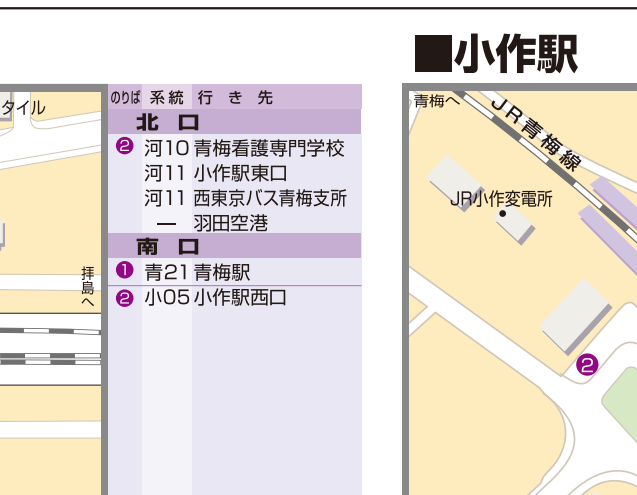 ■小作駅
タイル
拝島へ
のりば 系統 行き先
北口
2 河10 青梅看護専門学校
河11 小作駅東口
河11 西東京バス青梅支所
― 羽田空港
南口
1 青21 青梅駅
2 小05 小作駅西口
青梅へ
JR青梅線
JR小作変電所
2